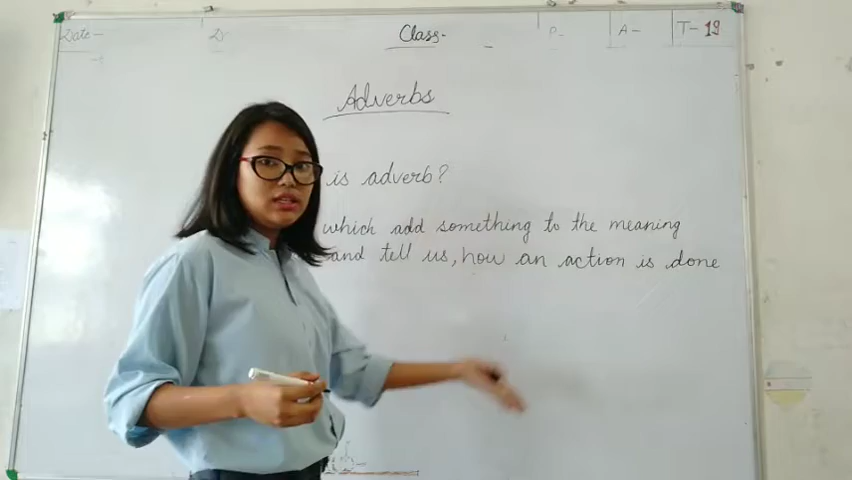 Date- D Class- P- A- T-19
Adverbs
is adverb?
which add something to the meaning
and tell us, how an action is done